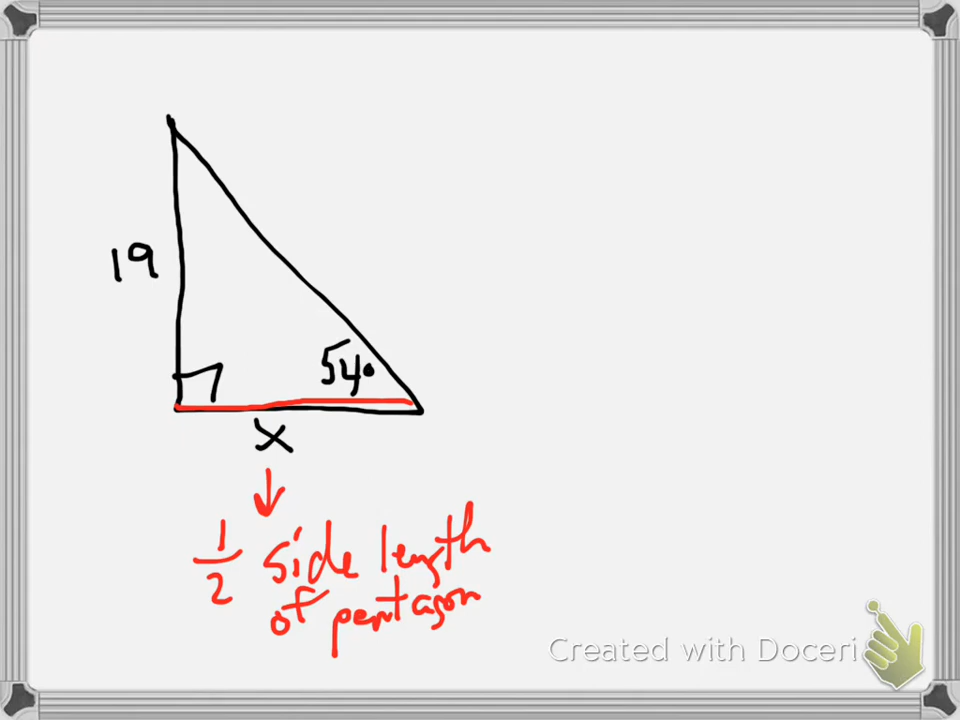 19
54°
x
1/2 side length
of pentagon
Created with Doceri